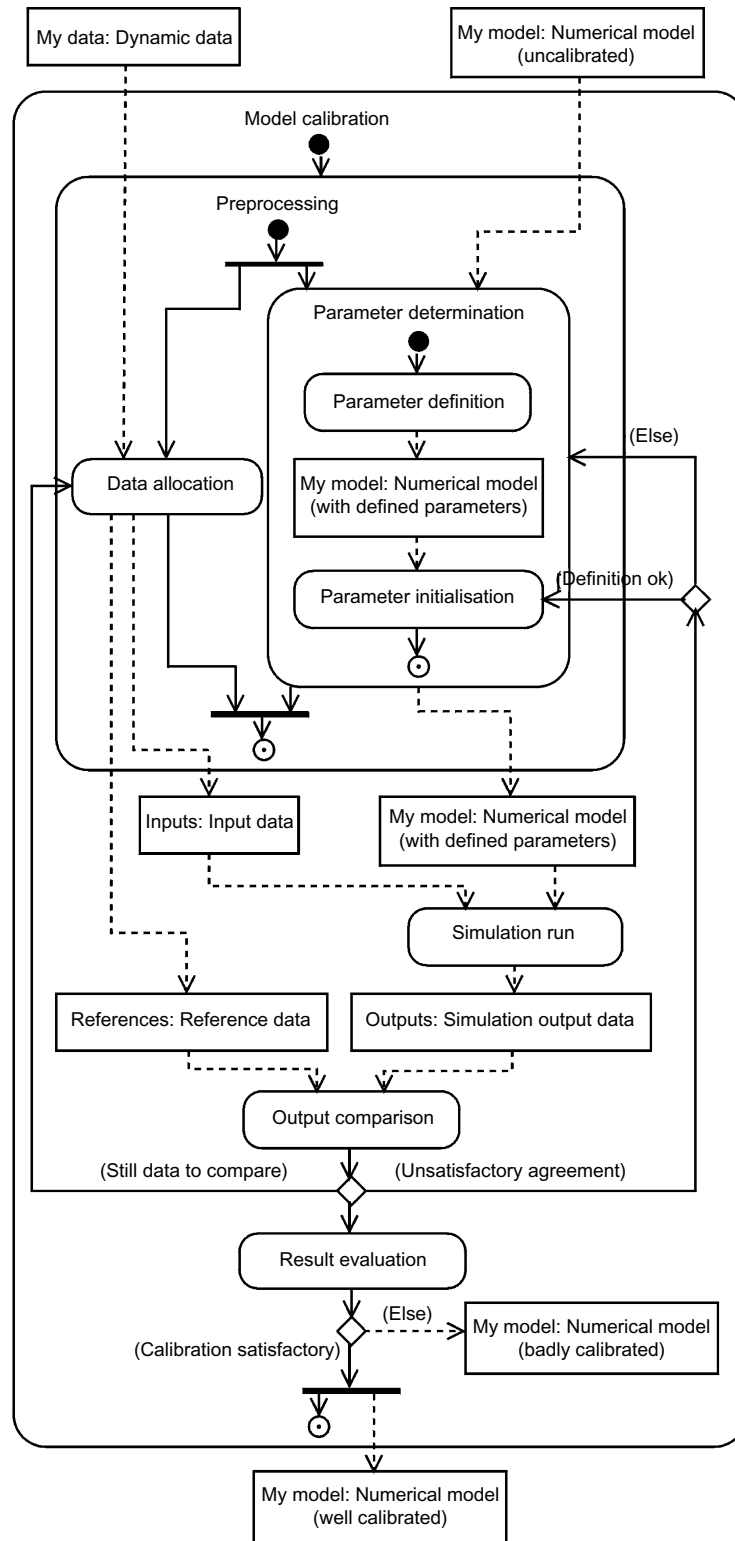 My data: Dynamic data
My model: Numerical model
(uncalibrated)
Model calibration
Preprocessing
Parameter determination
Parameter definition
(Else)
Data allocation
My model: Numerical model
(with defined parameters)
(Definition ok)
Parameter initialisation
Inputs: Input data
My model: Numerical model
(with defined parameters)
Simulation run
References: Reference data
Outputs: Simulation output data
Output comparison
(Still data to compare)
(Unsatisfactory agreement)
Result evaluation
(Else)
My model: Numerical model
(badly calibrated)
(Calibration satisfactory)
My model: Numerical model
(well calibrated)